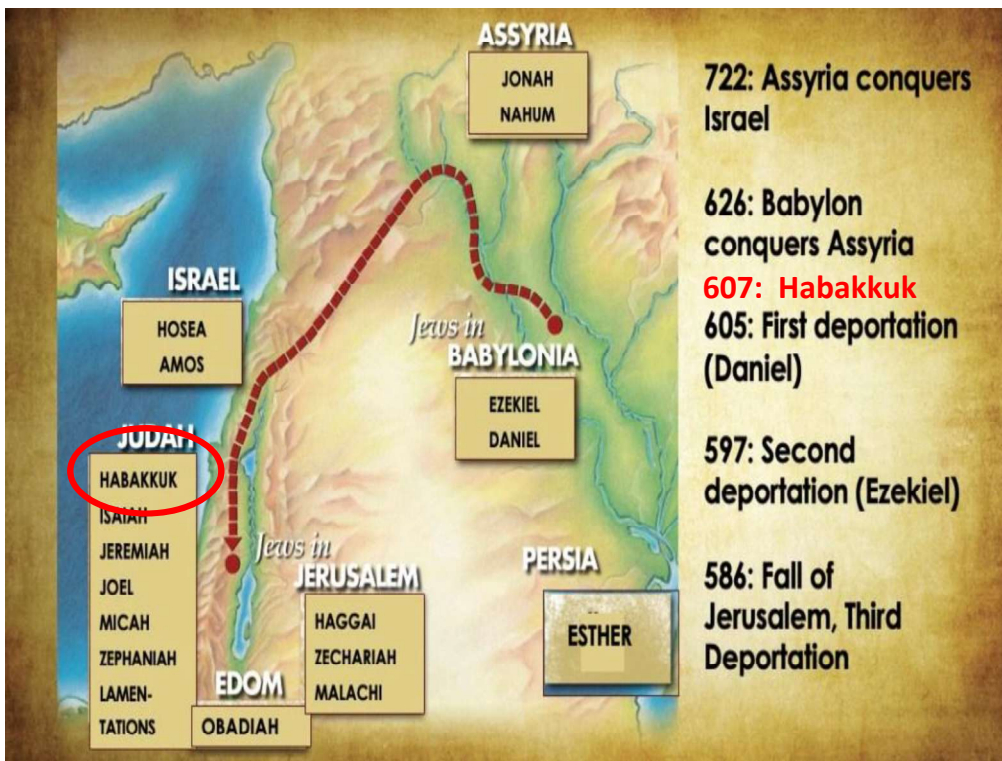 ASSYRIA
JONAH
NAHUM
ISRAEL
HOSEA
AMOS
Jews in
BABYLONIA
EZEKIEL
DANIEL
JUDAH
HABAKKUK
ISAIAH
JEREMIAH
JOEL
MICAH
ZEPHANIAH
LAMEN-
TATIONS
Jews in
JERUSALEM
HAGGAI
ZECHARIAH
MALACHI
EDOM
OBADIAH
PERSIA
ESTHER
722: Assyria conquers
Israel
626: Babylon
conquers Assyria
607: Habakkuk
605: First deportation
(Daniel)
597: Second
deportation (Ezekiel)
586: Fall of
Jerusalem, Third
Deportation